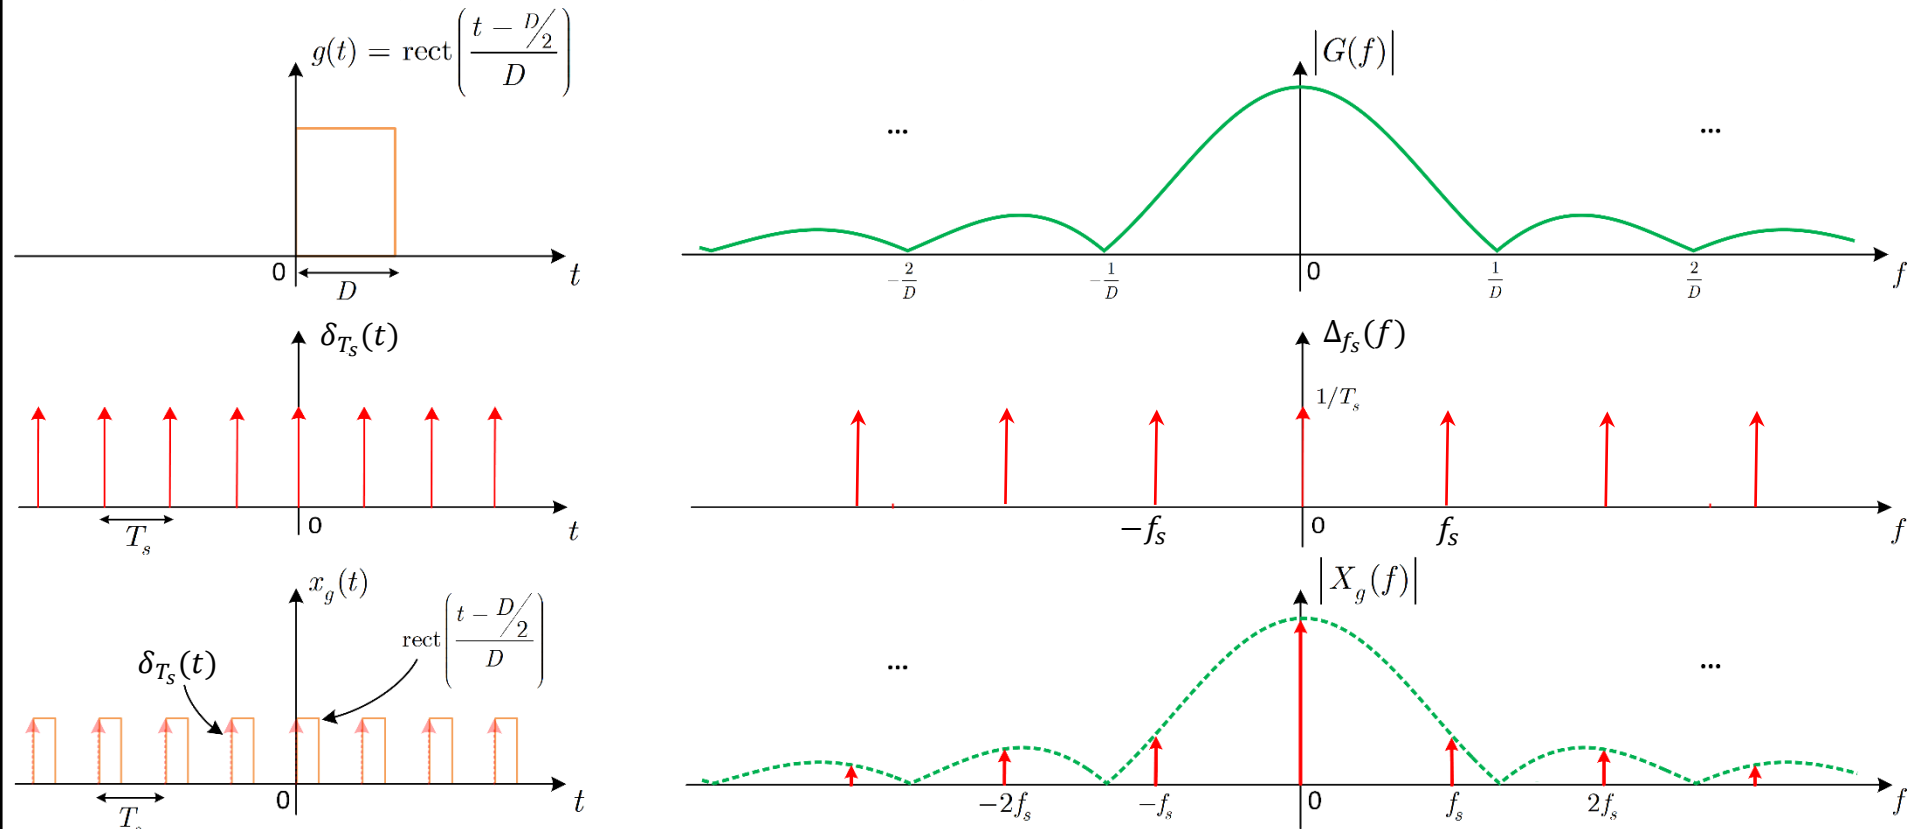 g(t) = rect((t − D/2)/D)
0
D
t
|G(f)|
...
...
−2/D
−1/D
0
1/D
2/D
f
δ_{T_s}(t)
T_s
0
t
Δ_{f_s}(f)
1/T_s
−f_s
0
f_s
f
x_g(t)
rect((t − D/2)/D)
δ_{T_s}(t)
0
t
T_s
|X_g(f)|
...
...
−2f_s
−f_s
0
f_s
2f_s
f